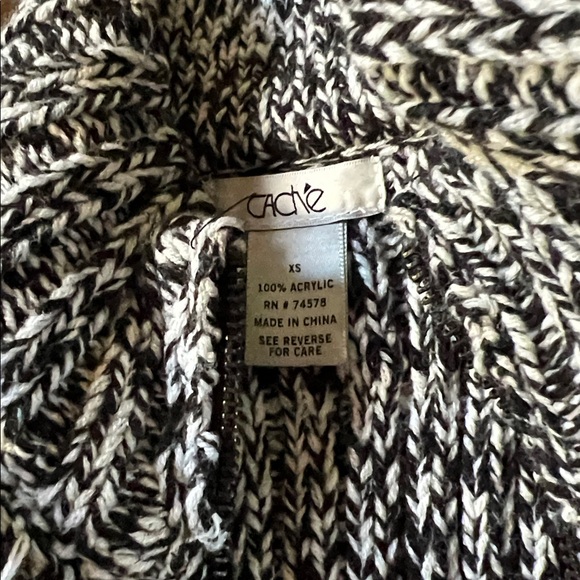 CACHÉ
XS
100% ACRYLIC
RN # 74578
MADE IN CHINA
SEE REVERSE
FOR CARE